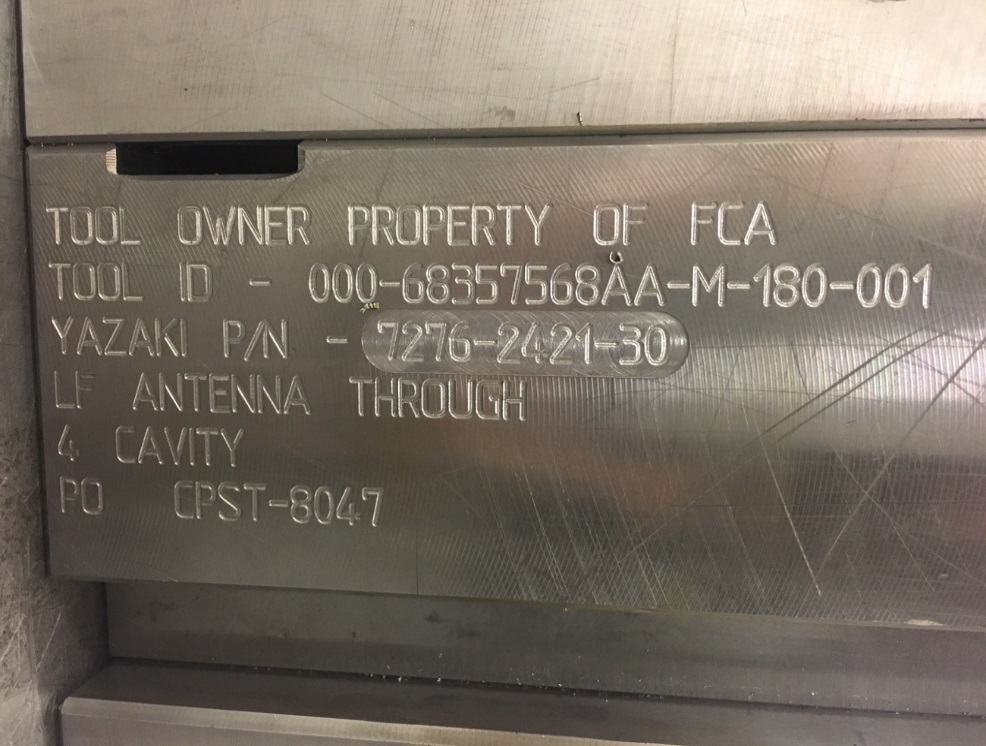 TOOL OWNER PROPERTY OF FCA
TOOL ID - 000-68357568AA-M-180-001
YAZAKI P/N - 7276-2421-30
LF ANTENNA THROUGH
4 CAVITY
PO CPST-8047